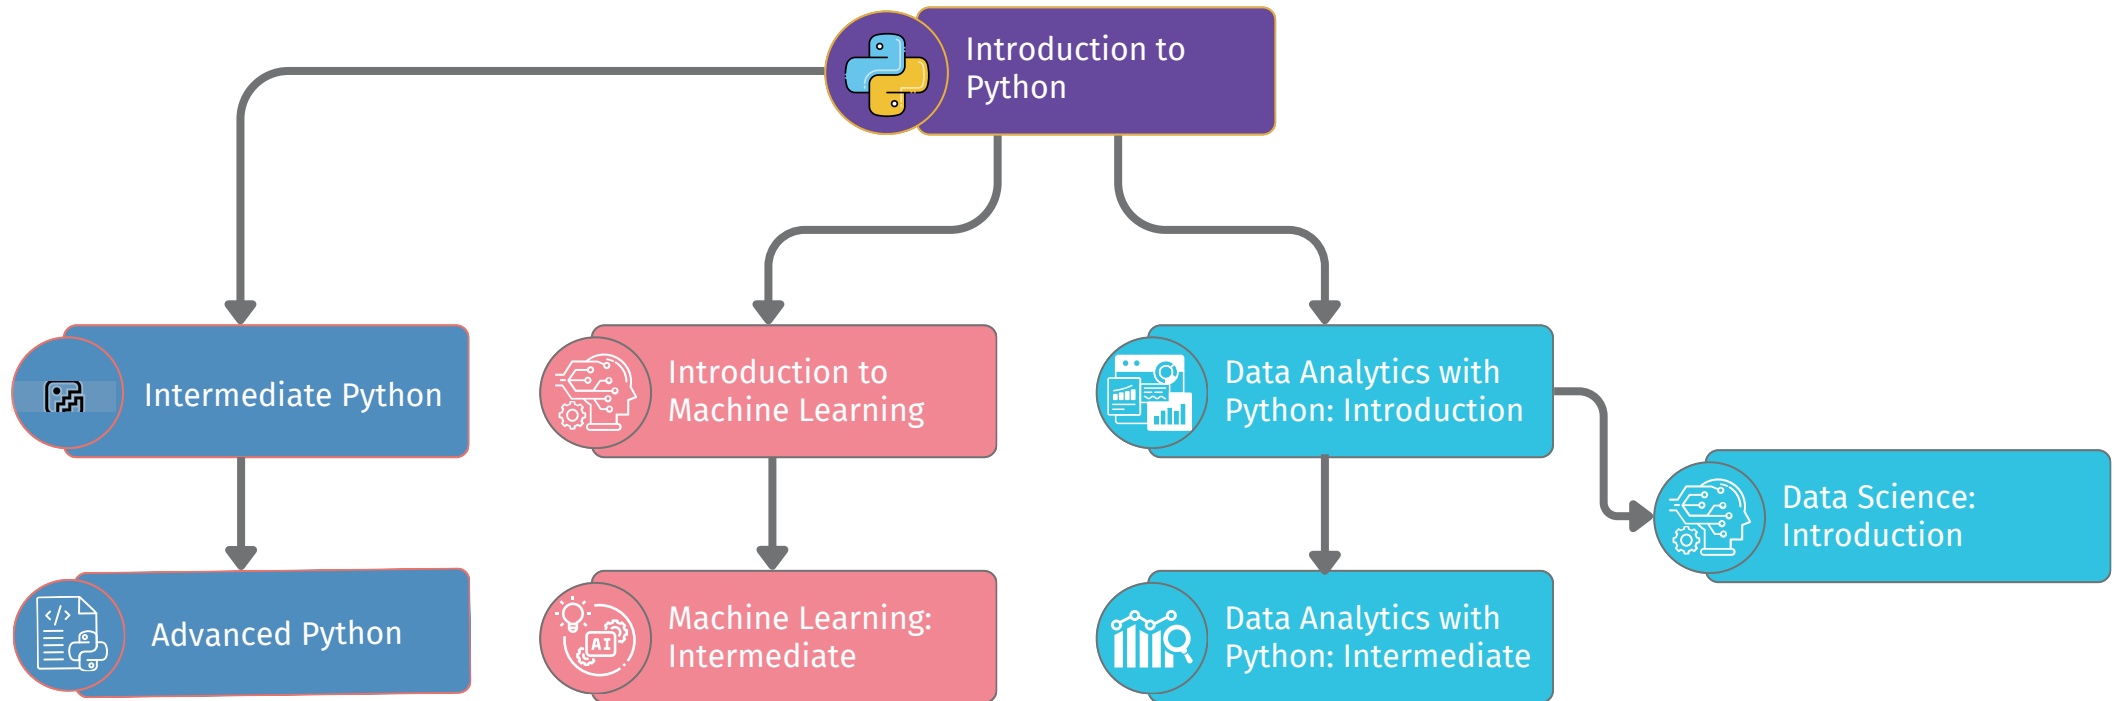 Introduction to
Python
Intermediate Python
Introduction to
Machine Learning
Data Analytics with
Python: Introduction
Data Science:
Introduction
</>
Advanced Python
AI
Machine Learning:
Intermediate
Data Analytics with
Python: Intermediate